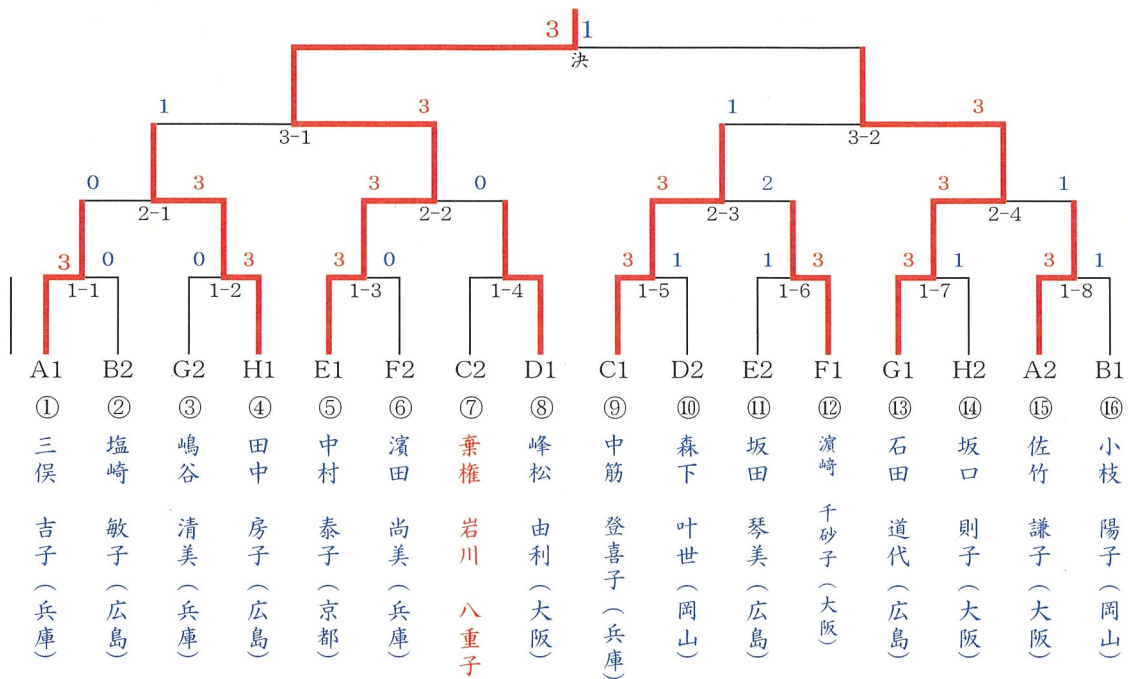 3 1
決
1 3 1 3
3-1 3-2
0 3 3 0 3 2 3 1
2-1 2-2 2-3 2-4
3 0 0 3 3 0 3 1 1 3 3 1 3 1
1-1 1-2 1-3 1-4 1-5 1-6 1-7 1-8
A1 B2 G2 H1 E1 F2 C2 D1 C1 D2 E2 F1 G1 H2 A2 B1
① ② ③ ④ ⑤ ⑥ ⑦ ⑧ ⑨ ⑩ ⑪ ⑫ ⑬ ⑭ ⑮ ⑯
三俣 吉子(兵庫)
塩崎 敏子(広島)
嶋谷 清美(兵庫)
田中 房子(広島)
中村 泰子(京都)
濱田 尚美(兵庫)
棄権 岩川 八重子
峰松 由利(大阪)
中筋 登喜子(兵庫)
森下 叶世(岡山)
坂田 琴美(広島)
濵﨑 千砂子(大阪)
石田 道代(広島)
坂口 則子(大阪)
佐竹 謙子(大阪)
小枝 陽子(岡山)